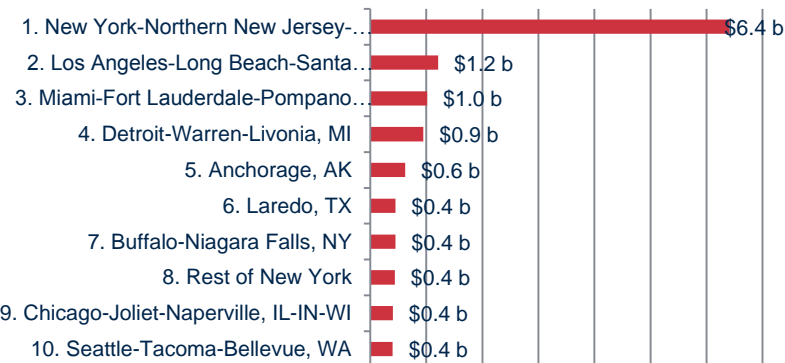 1. New York-Northern New Jersey-… $6.4 b
2. Los Angeles-Long Beach-Santa… $1.2 b
3. Miami-Fort Lauderdale-Pompano… $1.0 b
4. Detroit-Warren-Livonia, MI $0.9 b
5. Anchorage, AK $0.6 b
6. Laredo, TX $0.4 b
7. Buffalo-Niagara Falls, NY $0.4 b
8. Rest of New York $0.4 b
9. Chicago-Joliet-Naperville, IL-IN-WI $0.4 b
10. Seattle-Tacoma-Bellevue, WA $0.4 b